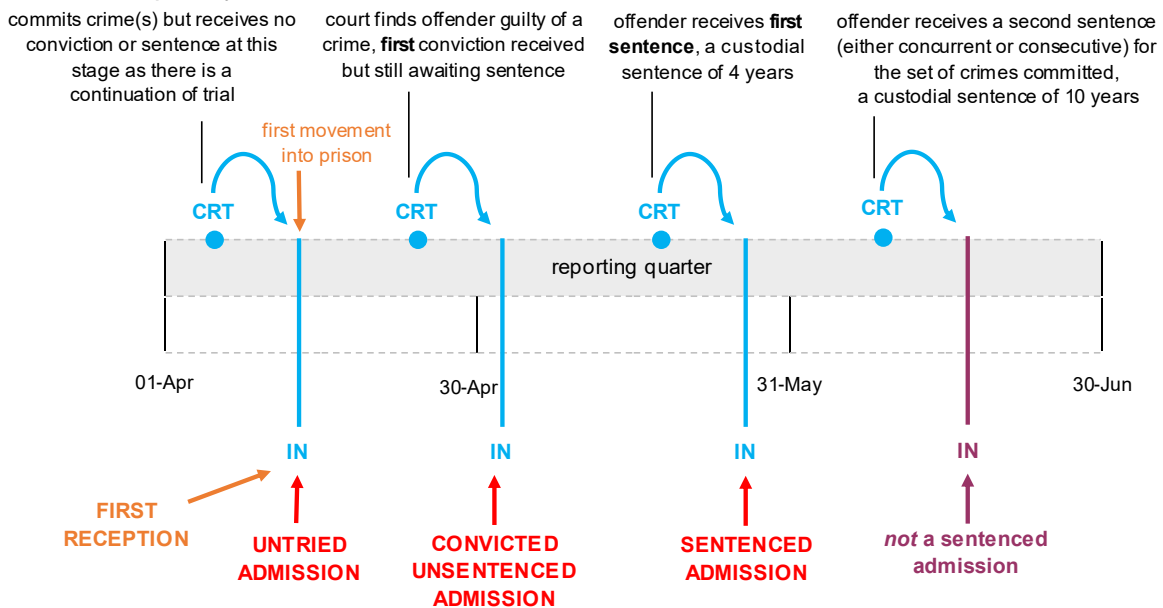 commits crime(s) but receives no
conviction or sentence at this
stage as there is a
continuation of trial
court finds offender guilty of a
crime, first conviction received
but still awaiting sentence
offender receives first
sentence, a custodial
sentence of 4 years
offender receives a second sentence
(either concurrent or consecutive) for
the set of crimes committed,
a custodial sentence of 10 years
first movement
into prison
CRT
CRT
CRT
CRT
reporting quarter
01-Apr
30-Apr
31-May
30-Jun
IN
IN
IN
IN
FIRST
RECEPTION
UNTRIED
ADMISSION
CONVICTED
UNSENTENCED
ADMISSION
SENTENCED
ADMISSION
not a sentenced
admission